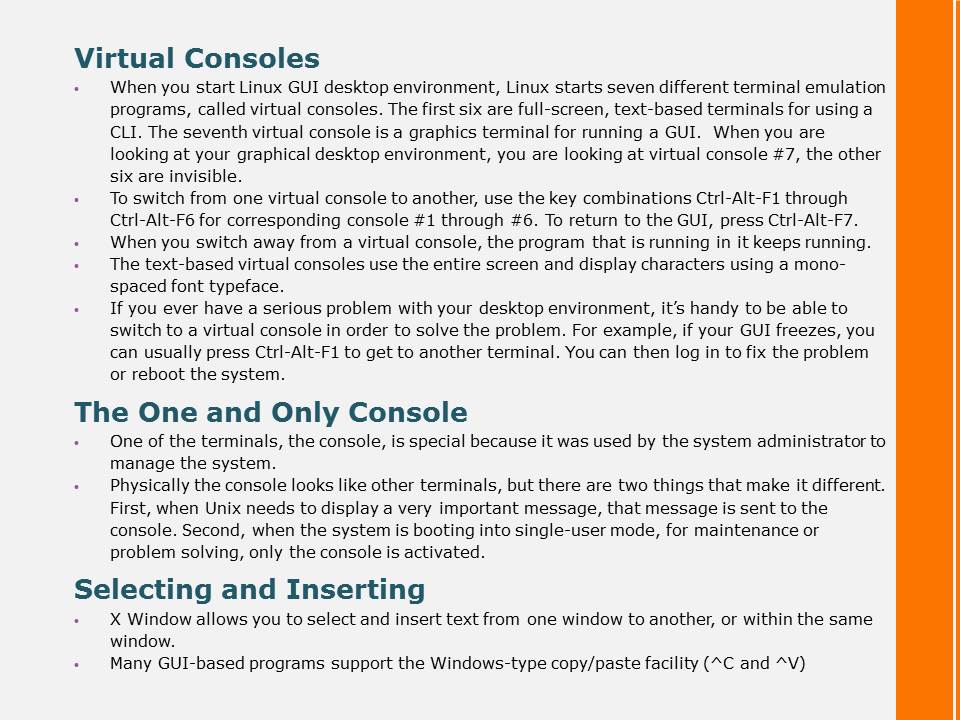 Virtual Consoles
• When you start Linux GUI desktop environment, Linux starts seven different terminal emulation
programs, called virtual consoles. The first six are full-screen, text-based terminals for using a
CLI. The seventh virtual console is a graphics terminal for running a GUI.  When you are
looking at your graphical desktop environment, you are looking at virtual console #7, the other
six are invisible.
• To switch from one virtual console to another, use the key combinations Ctrl-Alt-F1 through
Ctrl-Alt-F6 for corresponding console #1 through #6. To return to the GUI, press Ctrl-Alt-F7.
• When you switch away from a virtual console, the program that is running in it keeps running.
• The text-based virtual consoles use the entire screen and display characters using a mono-
spaced font typeface.
• If you ever have a serious problem with your desktop environment, it’s handy to be able to
switch to a virtual console in order to solve the problem. For example, if your GUI freezes, you
can usually press Ctrl-Alt-F1 to get to another terminal. You can then log in to fix the problem
or reboot the system.
The One and Only Console
• One of the terminals, the console, is special because it was used by the system administrator to
manage the system.
• Physically the console looks like other terminals, but there are two things that make it different.
First, when Unix needs to display a very important message, that message is sent to the
console. Second, when the system is booting into single-user mode, for maintenance or
problem solving, only the console is activated.
Selecting and Inserting
• X Window allows you to select and insert text from one window to another, or within the same
window.
• Many GUI-based programs support the Windows-type copy/paste facility (^C and ^V)